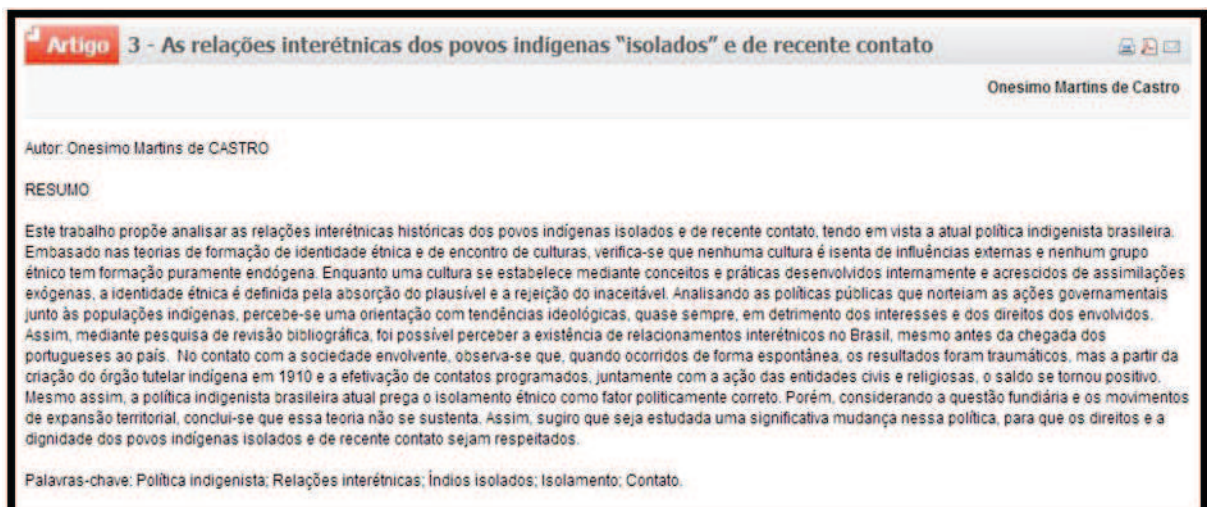 Artigo 3 - As relações interétnicas dos povos indígenas "isolados" e de recente contato
Onesimo Martins de Castro
Autor: Onesimo Martins de CASTRO
RESUMO
Este trabalho propõe analisar as relações interétnicas históricas dos povos indígenas isolados e de recente contato, tendo em vista a atual política indigenista brasileira.
Embasado nas teorias de formação de identidade étnica e de encontro de culturas, verifica-se que nenhuma cultura é isenta de influências externas e nenhum grupo
étnico tem formação puramente endógena. Enquanto uma cultura se estabelece mediante conceitos e práticas desenvolvidos internamente e acrescidos de assimilações
exógenas, a identidade étnica é definida pela absorção do plausível e a rejeição do inaceitável. Analisando as políticas públicas que norteiam as ações governamentais
junto às populações indígenas, percebe-se uma orientação com tendências ideológicas, quase sempre, em detrimento dos interesses e dos direitos dos envolvidos.
Assim, mediante pesquisa de revisão bibliográfica, foi possível perceber a existência de relacionamentos interétnicos no Brasil, mesmo antes da chegada dos
portugueses ao país. No contato com a sociedade envolvente, observa-se que, quando ocorridos de forma espontânea, os resultados foram traumáticos, mas a partir da
criação do órgão tutelar indígena em 1910 e a efetivação de contatos programados, juntamente com a ação das entidades civis e religiosas, o saldo se tornou positivo.
Mesmo assim, a política indigenista brasileira atual prega o isolamento étnico como fator politicamente correto. Porém, considerando a questão fundiária e os movimentos
de expansão territorial, conclui-se que essa teoria não se sustenta. Assim, sugiro que seja estudada uma significativa mudança nessa política, para que os direitos e a
dignidade dos povos indígenas isolados e de recente contato sejam respeitados.
Palavras-chave: Política indigenista; Relações interétnicas; Índios isolados; Isolamento; Contato.